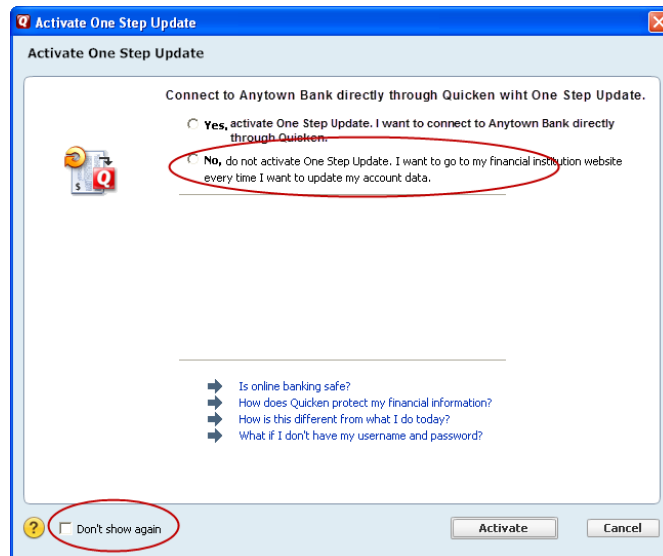 Activate One Step Update
Activate One Step Update
Connect to Anytown Bank directly through Quicken wiht One Step Update.
Yes, activate One Step Update. I want to connect to Anytown Bank directly
through Quicken.
No, do not activate One Step Update. I want to go to my financial institution website
every time I want to update my account data.
$ Q
Is online banking safe?
How does Quicken protect my financial information?
How is this different from what I do today?
What if I don't have my username and password?
? Don't show again
Activate
Cancel